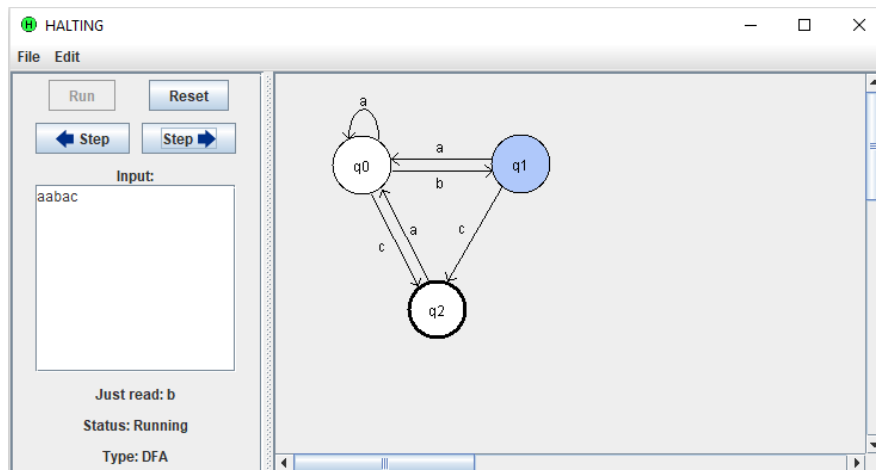 H HALTING
File Edit
Run Reset
Step Step
Input:
aabac
Just read: b
Status: Running
Type: DFA
a
q0
a
b
q1
c
a
c
q2